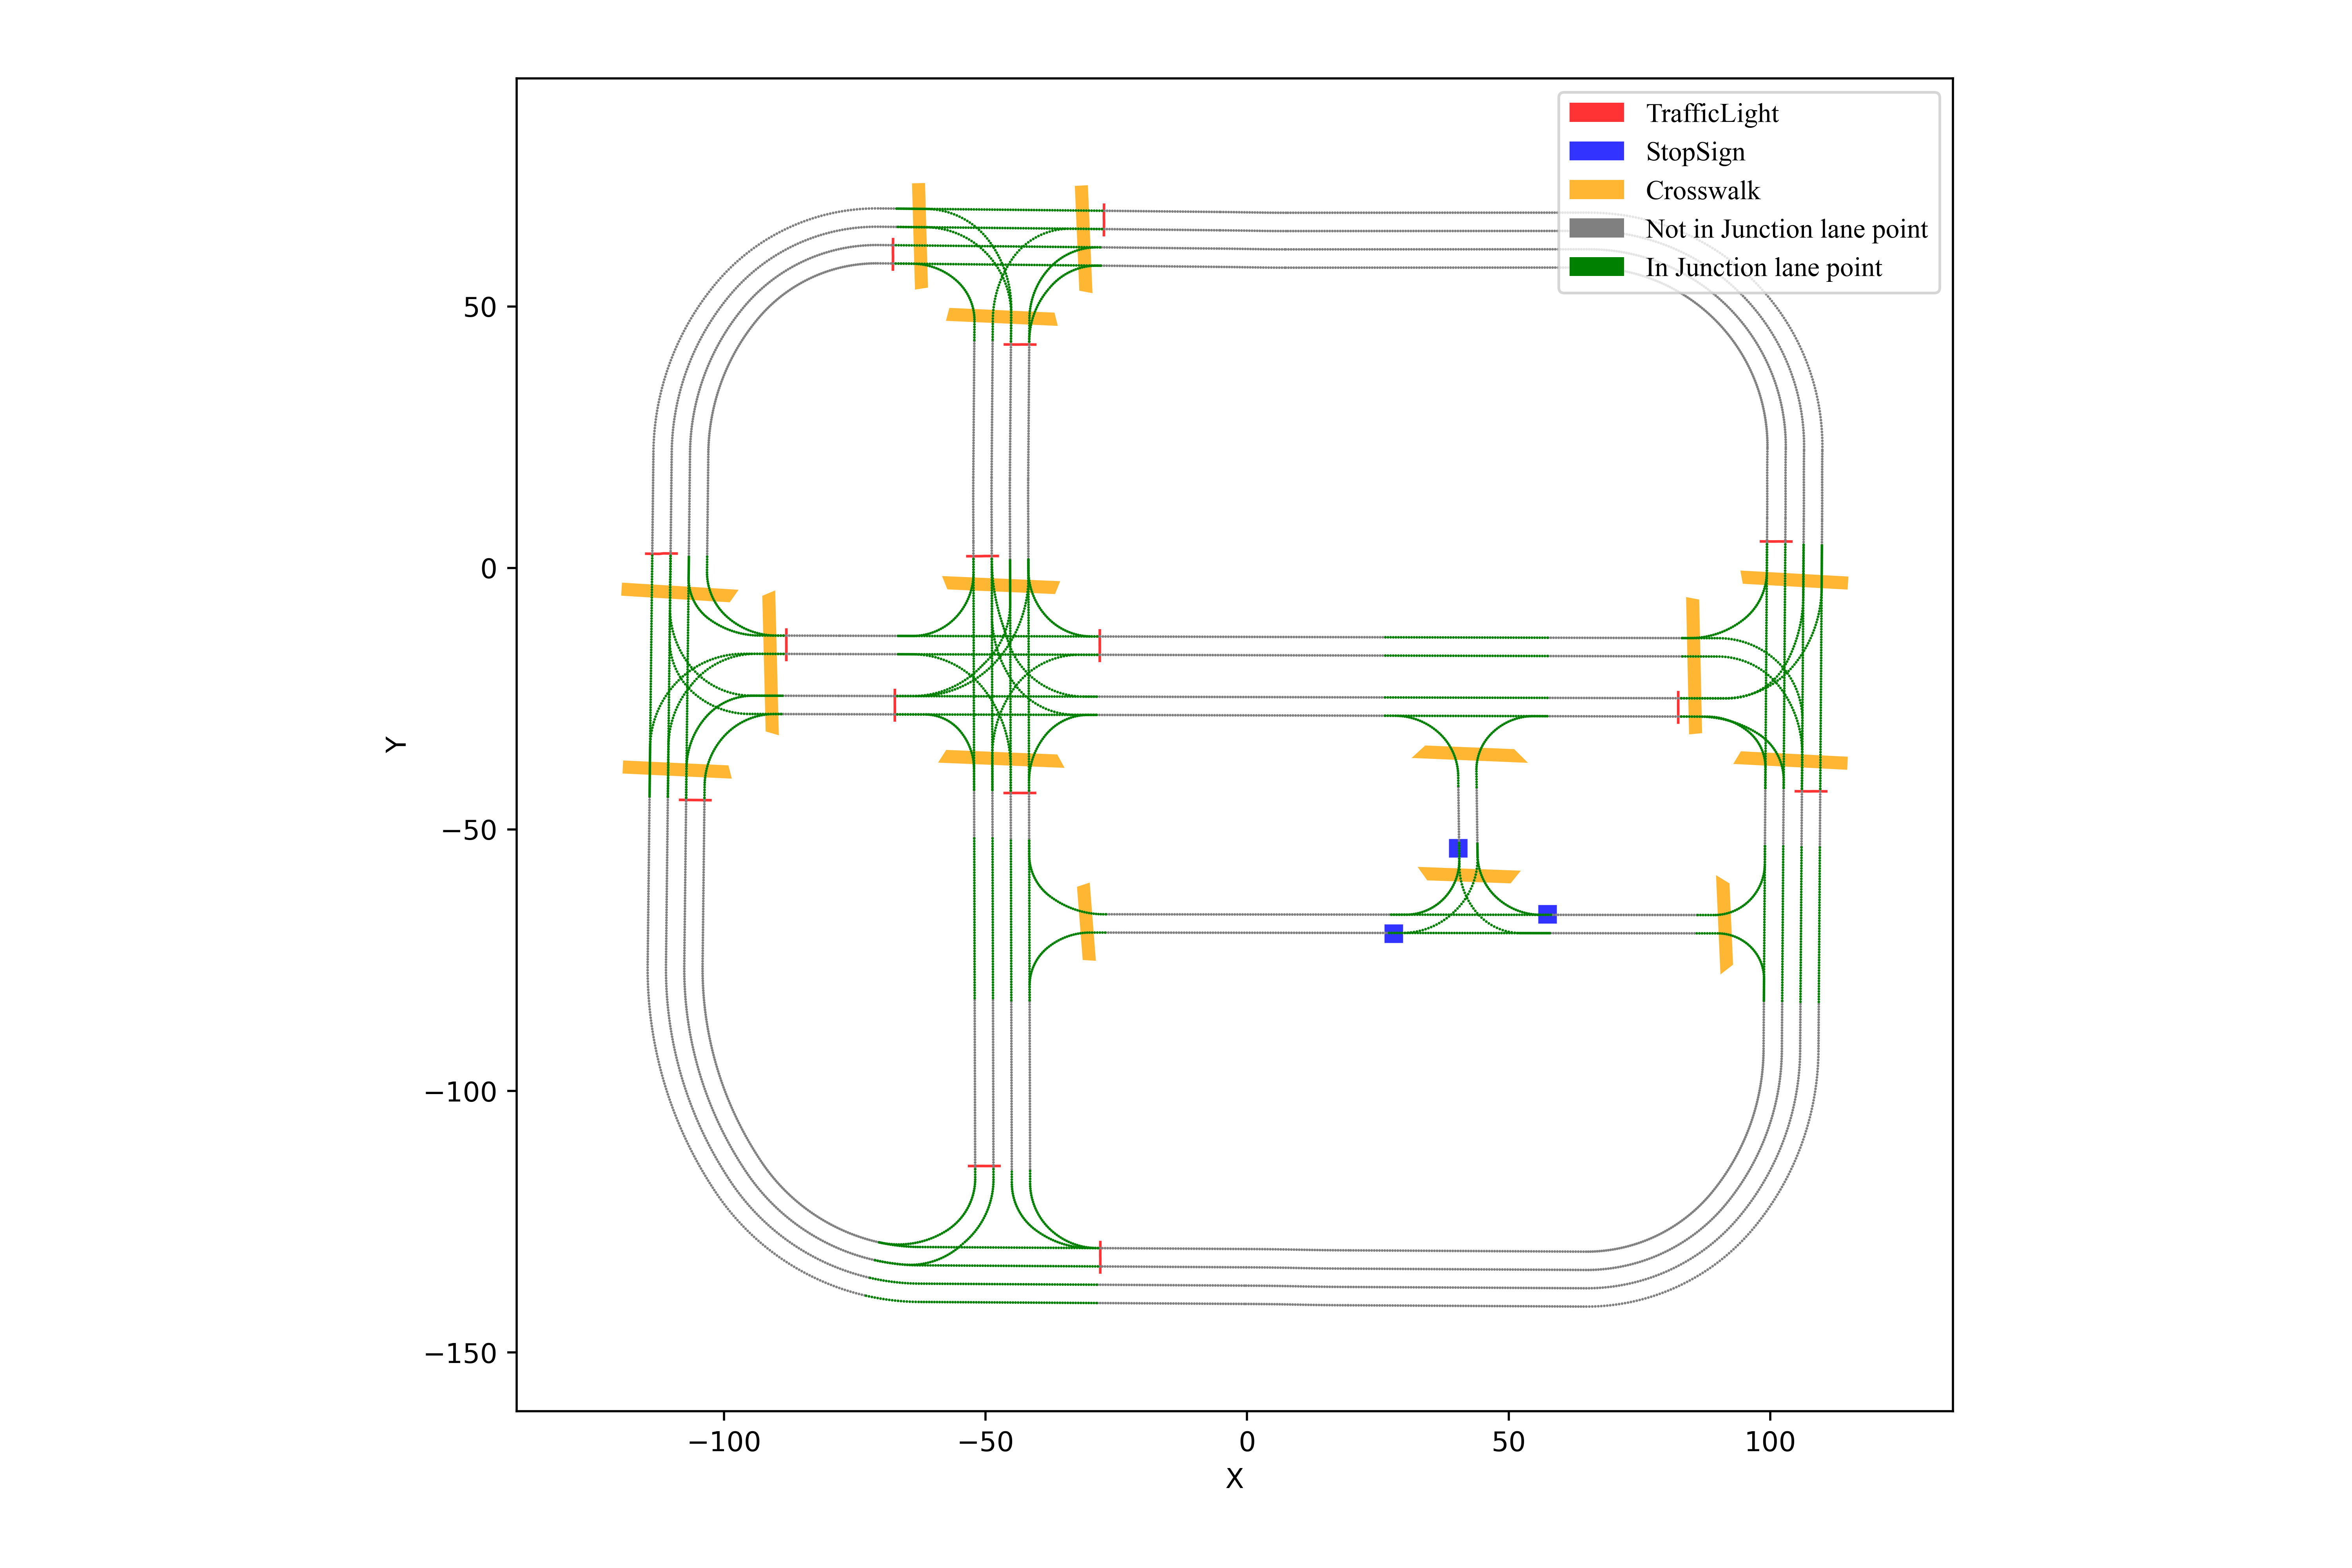 TrafficLight
StopSign
Crosswalk
Not in Junction lane point
In Junction lane point
50
0
−50
−100
−150
Y
−100
−50
0
50
100
X